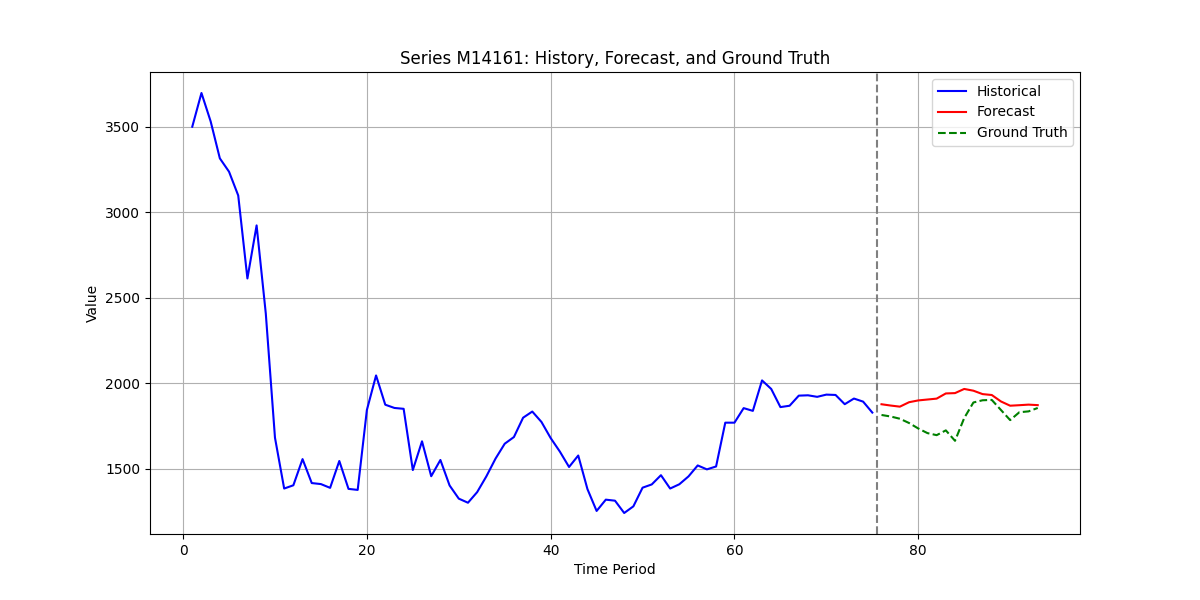 Series M14161: History, Forecast, and Ground Truth
Historical
Forecast
Ground Truth
3500
3000
2500
2000
1500
Value
0
20
40
60
80
Time Period